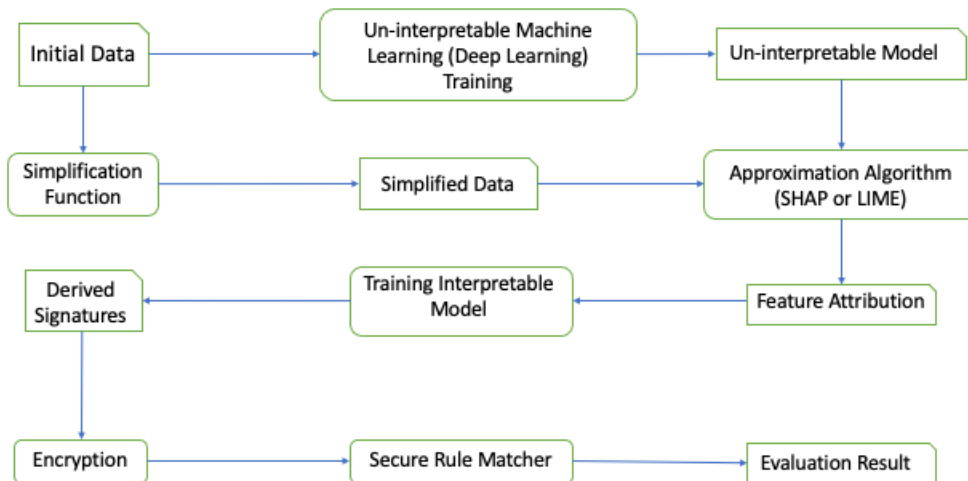 Initial Data
Un-interpretable Machine
Learning (Deep Learning)
Training
Un-interpretable Model
Simplification
Function
Simplified Data
Approximation Algorithm
(SHAP or LIME)
Derived
Signatures
Training Interpretable
Model
Feature Attribution
Encryption
Secure Rule Matcher
Evaluation Result